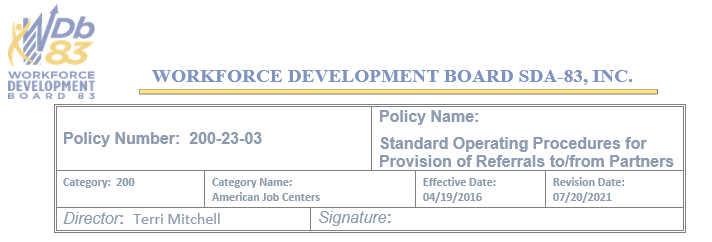 WDb
83
WORKFORCE
DEVELOPMENT
BOARD 83
WORKFORCE DEVELOPMENT BOARD SDA-83, INC.
Policy Number: 200-23-03
Policy Name:
Standard Operating Procedures for
Provision of Referrals to/from Partners
Category: 200
Category Name:
American Job Centers
Effective Date:
04/19/2016
Revision Date:
07/20/2021
Director: Terri Mitchell
Signature: